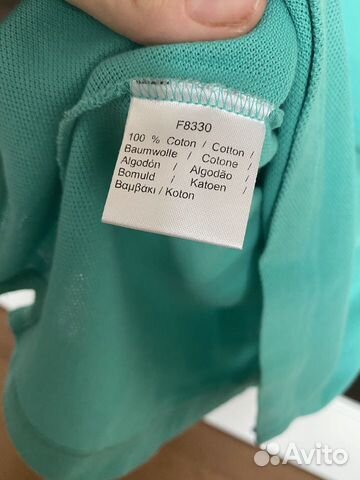 F8330
100 % Coton / Cotton /
Baumwolle / Cotone /
Algodón / Algodão /
Bomuld / Katoen /
Βαμβάκι / Koton
Avito